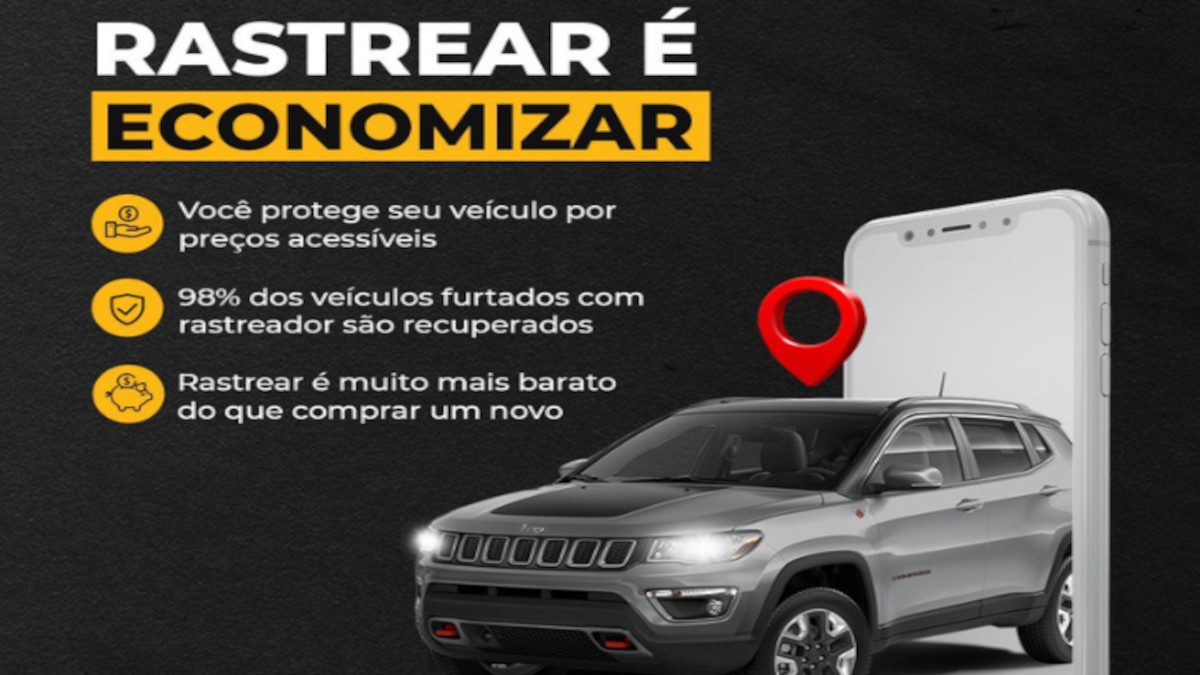 RASTREAR É
ECONOMIZAR
Você protege seu veículo por
preços acessíveis
98% dos veículos furtados com
rastreador são recuperados
Rastrear é muito mais barato
do que comprar um novo
Jeep